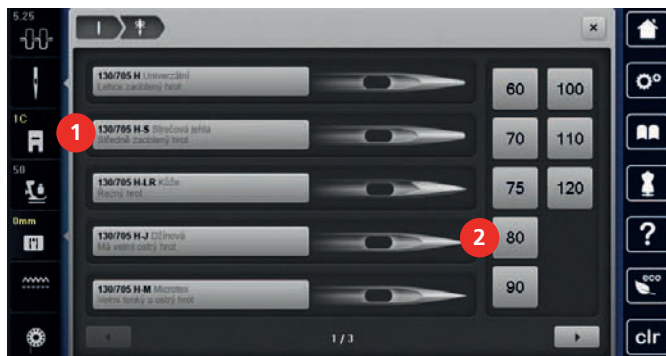 5.25
×
130/705 H Univerzální
Lehce zaoblený hrot
60
100
1C
1
130/705 H-S Strečová jehla
Středně zaoblený hrot
70
110
50
130/705 H-LR Kůže
Řezný hrot
75
120
0mm
130/705 H-J Džínová
Má velmi ostrý hrot
2
80
?
130/705 H-M Microtex
Velmi tenký a ostrý hrot
90
eco
1/3
clr